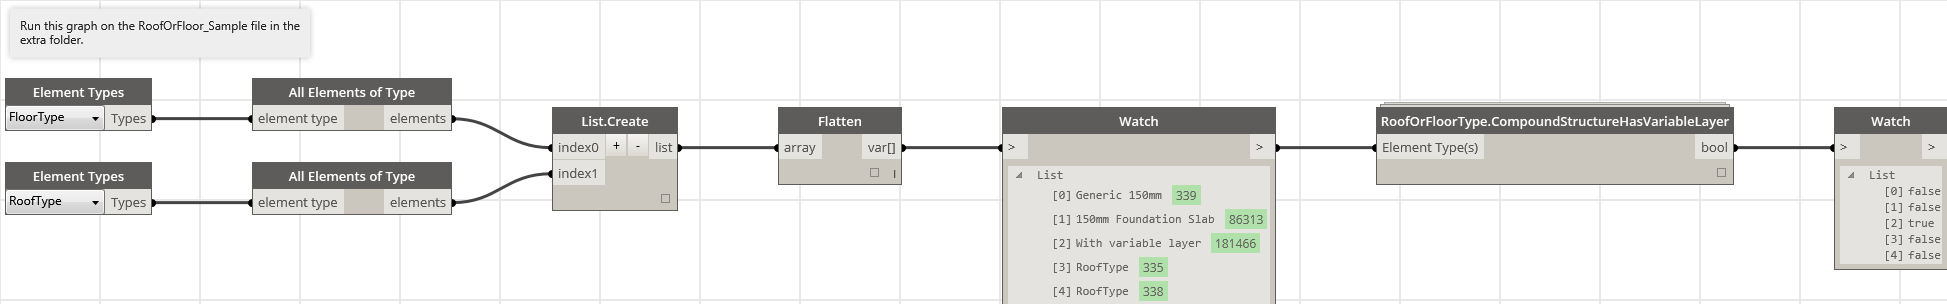 Run this graph on the RoofOrFloor_Sample file in the
extra folder.
Element Types
FloorType
Types
All Elements of Type
element type
elements
Element Types
RoofType
Types
All Elements of Type
element type
elements
List.Create
index0
+
-
list
index1
Flatten
array
var[]
Watch
>
>
List
[0] Generic 150mm 339
[1] 150mm Foundation Slab 86313
[2] With variable layer 181466
[3] RoofType 335
[4] RoofType 338
RoofOrFloorType.CompoundStructureHasVariableLayer
Element Type(s)
bool
Watch
>
>
List
[0] false
[1] false
[2] true
[3] false
[4] false